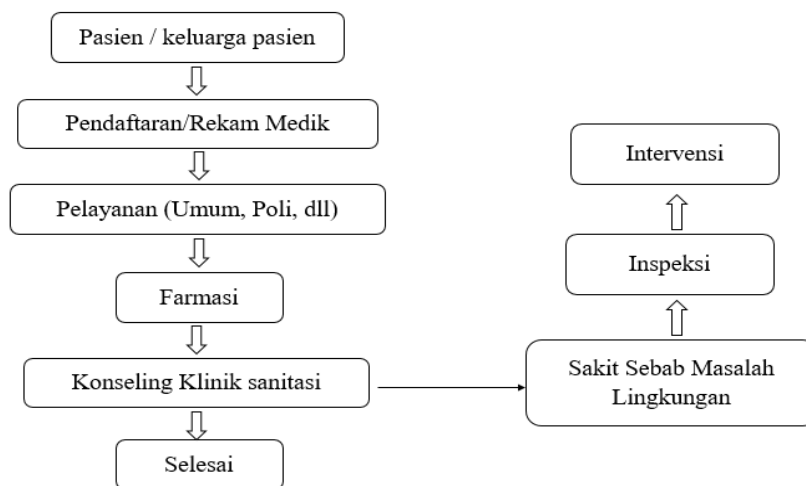 Pasien / keluarga pasien
Pendaftaran/Rekam Medik
Pelayanan (Umum, Poli, dll)
Farmasi
Konseling Klinik sanitasi
Selesai
Sakit Sebab Masalah
Lingkungan
Inspeksi
Intervensi